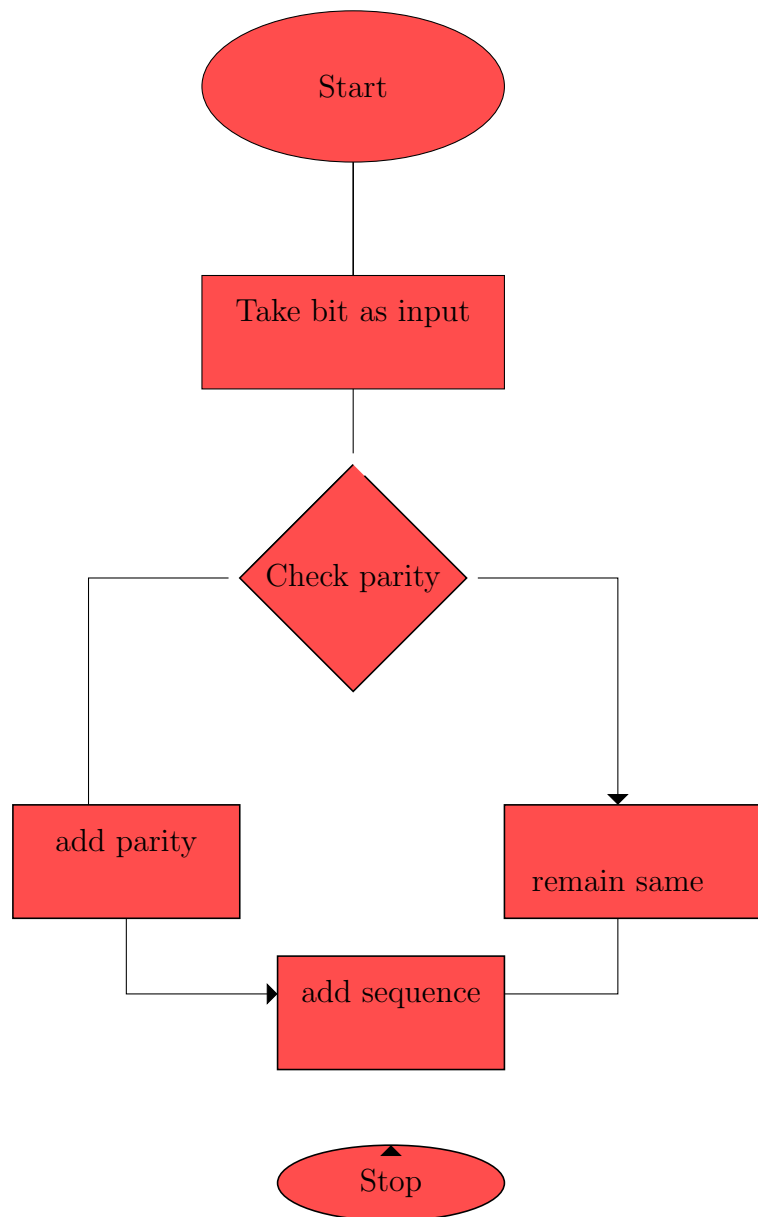 Start
Take bit as input
Check parity
add parity
remain same
add sequence
Stop